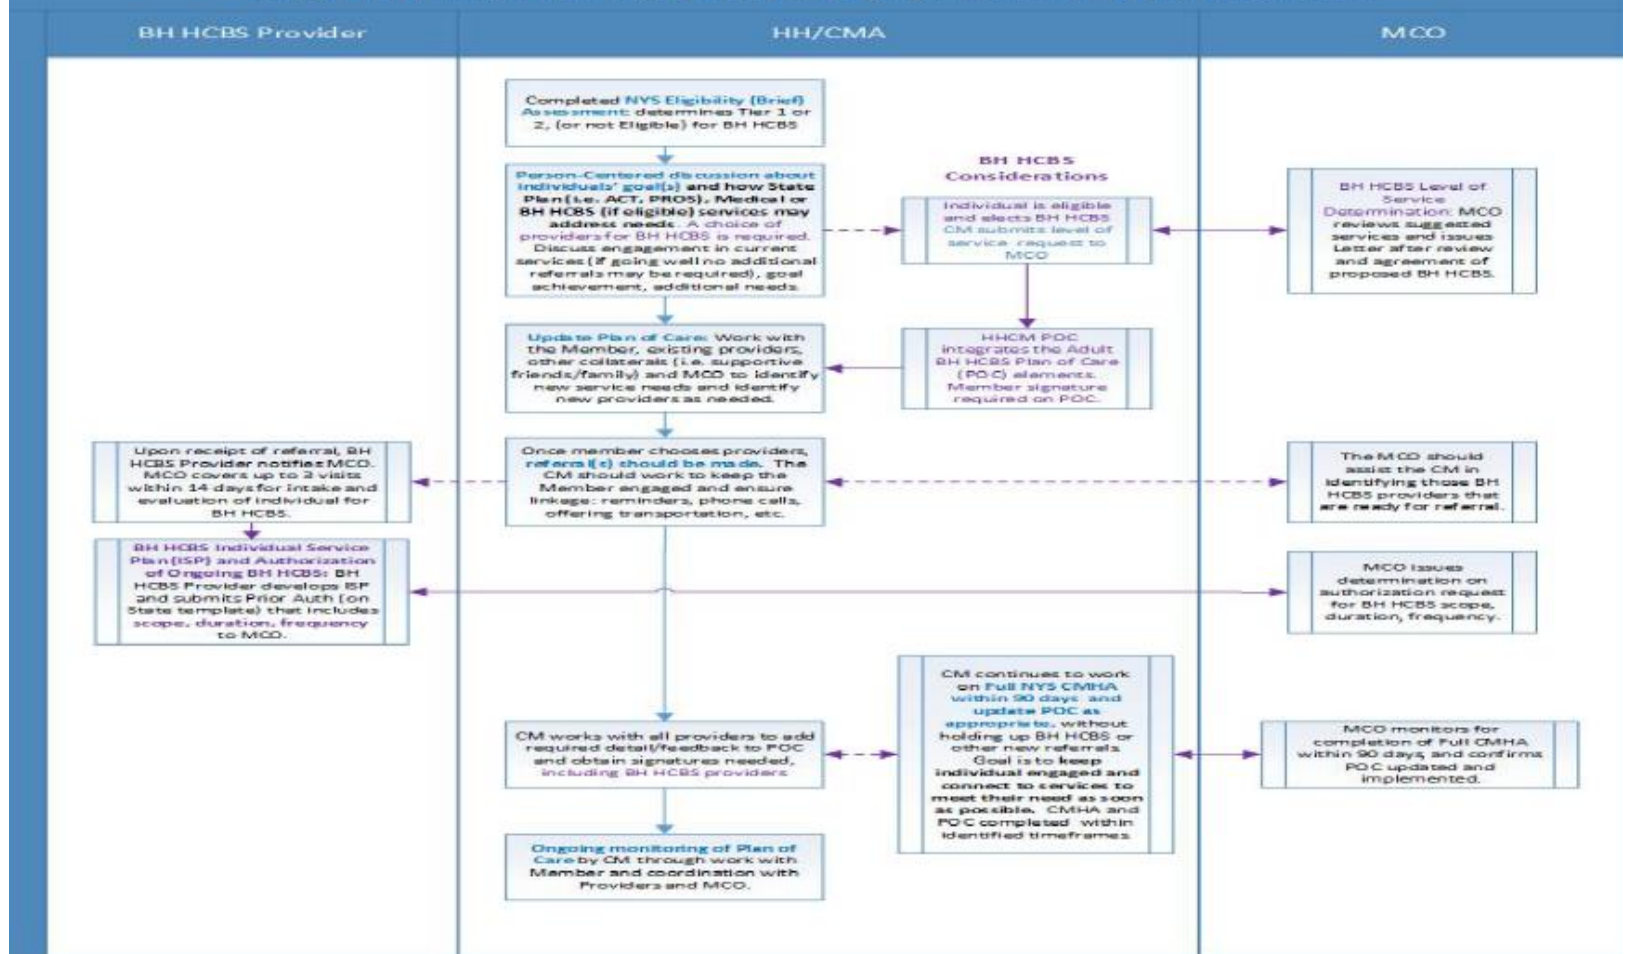 BH HCBS Provider
HH/CMA
MCO
Completed NYS Eligibility (Brief)
Assessment: determines Tier 1 or
2, (or not Eligible) for BH HCBS
Person-Centered discussion about
individuals' goal(s) and how State
Plan (i.e. ACT, PROS), Medical or
BH HCBS (if eligible) services may
address needs. A choice of
providers for BH HCBS is required.
Discuss engagement in current
services (if going well no additional
referrals may be required), goal
achievement, additional needs.
BH HCBS
Considerations
Individual is eligible
and elects BH HCBS
CM submits level of
service request to
MCO
BH HCBS Level of
Service
Determination: MCO
reviews suggested
services and issues
Letter after review
and agreement of
proposed BH HCBS.
Update Plan of Care: Work with
the Member, existing providers,
other collaterals (i.e. supportive
friends/family) and MCO to identify
new service needs and identify
new providers as needed.
HHCM POC
integrates the Adult
BH HCBS Plan of Care
(POC) elements.
Member signature
required on POC.
Upon receipt of referral, BH
HCBS Provider notifies MCO.
MCO covers up to 3 visits
within 14 days for intake and
evaluation of individual for
BH HCBS.
Once member chooses providers,
referral(s) should be made. The
CM should work to keep the
Member engaged and ensure
linkage: reminders, phone calls,
offering transportation, etc.
The MCO should
assist the CM in
identifying those BH
HCBS providers that
are ready for referral.
BH HCBS Individual Service
Plan (ISP) and Authorization
of Ongoing BH HCBS: BH
HCBS Provider develops ISP
and submits Prior Auth (on
State template) that includes
scope, duration, frequency
to MCO.
MCO issues
determination on
authorization request
for BH HCBS scope,
duration, frequency.
CM works with all providers to add
required detail/feedback to POC
and obtain signatures needed,
including BH HCBS providers
CM continues to work
on Full NYS CMHA
within 90 days and
update POC as
appropriate, without
holding up BH HCBS or
other new referrals.
Goal is to keep
individual engaged and
connect to services to
meet their need as soon
as possible. CMHA and
POC completed within
identified timeframes
MCO monitors for
completion of Full CMHA
within 90 days, and confirms
POC updated and
implemented.
Ongoing monitoring of Plan of
Care by CM through work with
Member and coordination with
Providers and MCO.